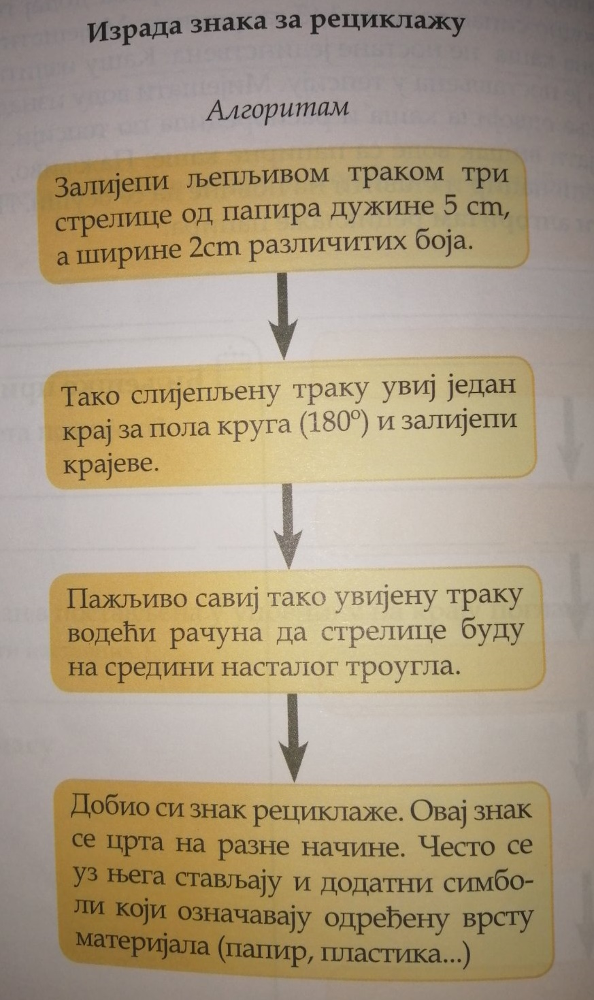 Израда знака за рециклажу
Алгоритам
Залијепи љепљивом траком три
стрелице од папира дужине 5 cm,
а ширине 2cm различитих боја.
Тако слијепљену траку увиј један
крај за пола круга (180º) и залијепи
крајеве.
Пажљиво савиј тако увијену траку
водећи рачуна да стрелице буду
на средини насталог троугла.
Добио си знак рециклаже. Овај знак
се црта на разне начине. Често се
уз њега стављају и додатни симбо-
ли који означавају одређену врсту
материјала (папир, пластика...)